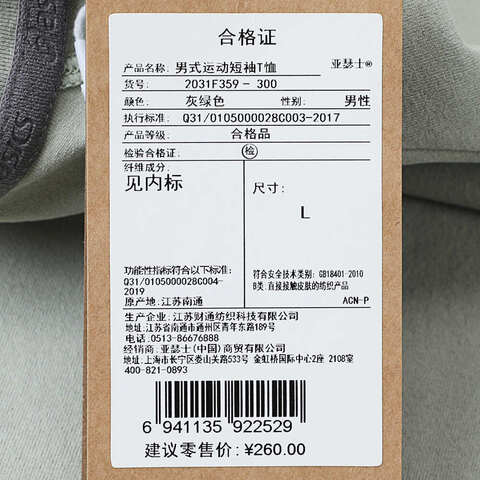 合格证
亚瑟士®
产品名称: 男式运动短袖T恤
货号: 2031F359-300
颜色: 灰绿色 性别: 男性
执行标准: Q31/0105000028C003-2017
产品等级: 合格品
检验合格证: 检
纤维成分:
见内标
尺寸:
L
功能性指标符合以下标准:
Q31/0105000028C004-
2019
原产地: 江苏南通
符合安全技术类别: GB18401-2010
B类:直接接触皮肤的纺织产品
ACN-P
生产企业: 江苏财通纺织科技有限公司
地址:江苏省南通市通州区青年东路189号
电话:0513-86676888
经销商:亚瑟士(中国)商贸有限公司
地址:上海市长宁区娄山关路533号 金虹桥国际中心2座 2108室
400-821-0893
6 941135 922529
建议零售价: ¥260.00